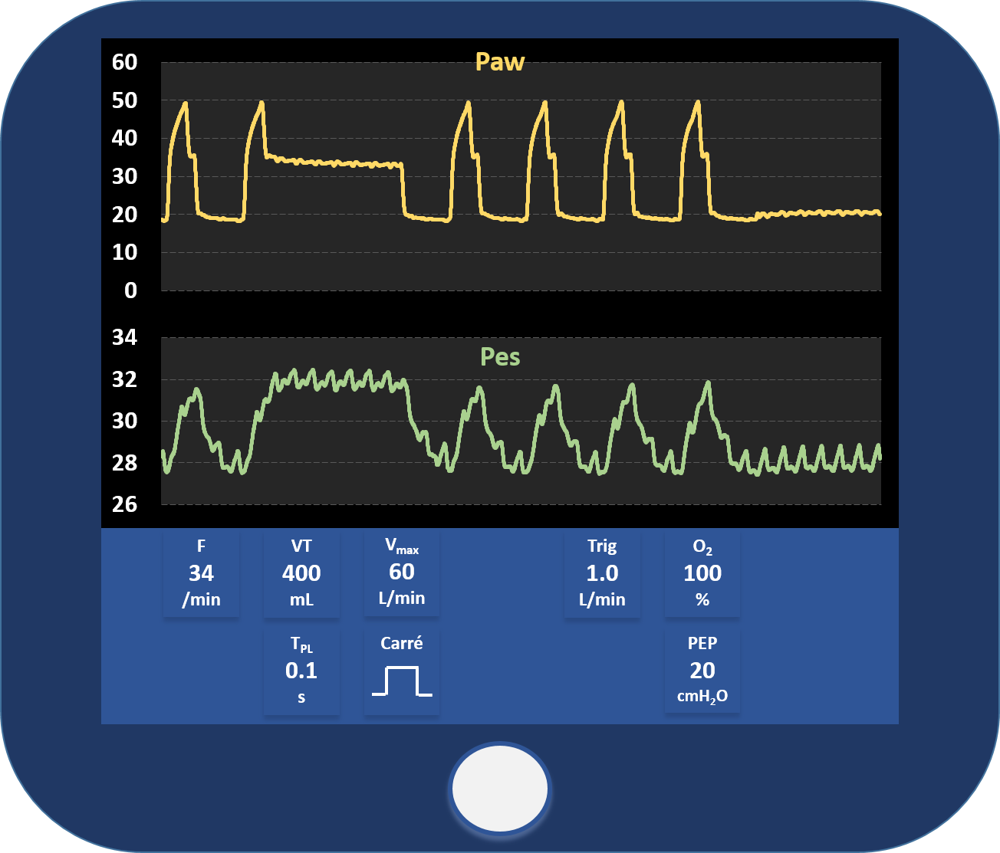 Paw
60
50
40
30
20
10
0
Pes
34
32
30
28
26
F
34
/min
VT
400
mL
Vmax
60
L/min
Trig
1.0
L/min
O2
100
%
TPL
0.1
s
Carré
PEP
20
cmH2O